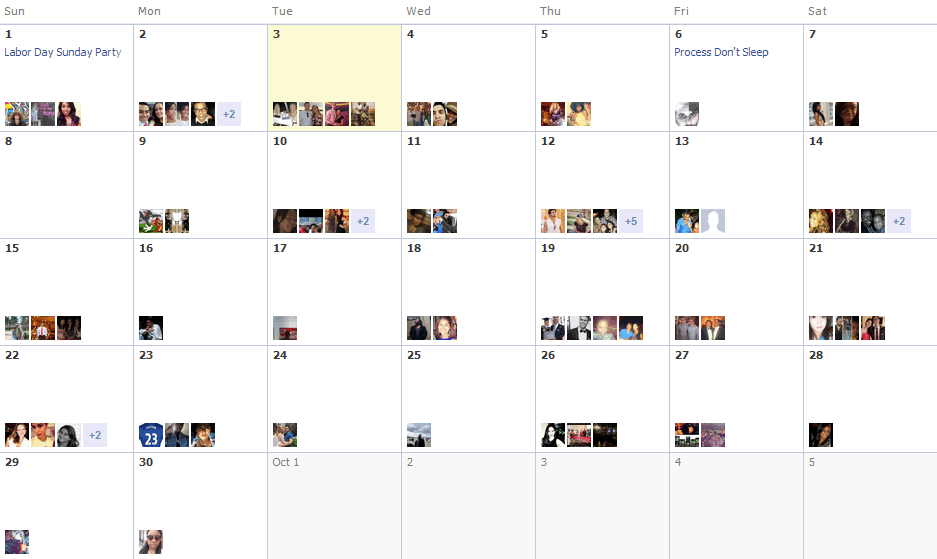 Sun Mon Tue Wed Thu Fri Sat
1 2 3 4 5 6 7
Labor Day Sunday Party Process Don't Sleep
+2
8 9 10 11 12 13 14
+2 +5 +2
15 16 17 18 19 20 21
22 23 24 25 26 27 28
+2 23
29 30 Oct 1 2 3 4 5